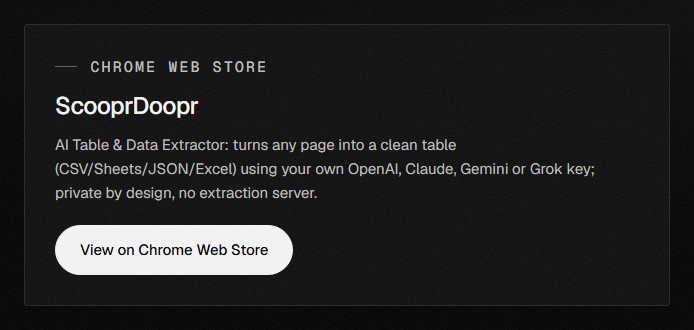 CHROME WEB STORE
ScooprDoopr
AI Table & Data Extractor: turns any page into a clean table
(CSV/Sheets/JSON/Excel) using your own OpenAI, Claude, Gemini or Grok key;
private by design, no extraction server.
View on Chrome Web Store